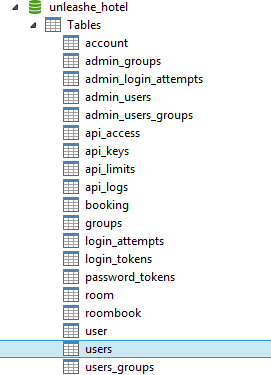 unleashe_hotel
Tables
account
admin_groups
admin_login_attempts
admin_users
admin_users_groups
api_access
api_keys
api_limits
api_logs
booking
groups
login_attempts
login_tokens
password_tokens
room
roombook
user
users
users_groups